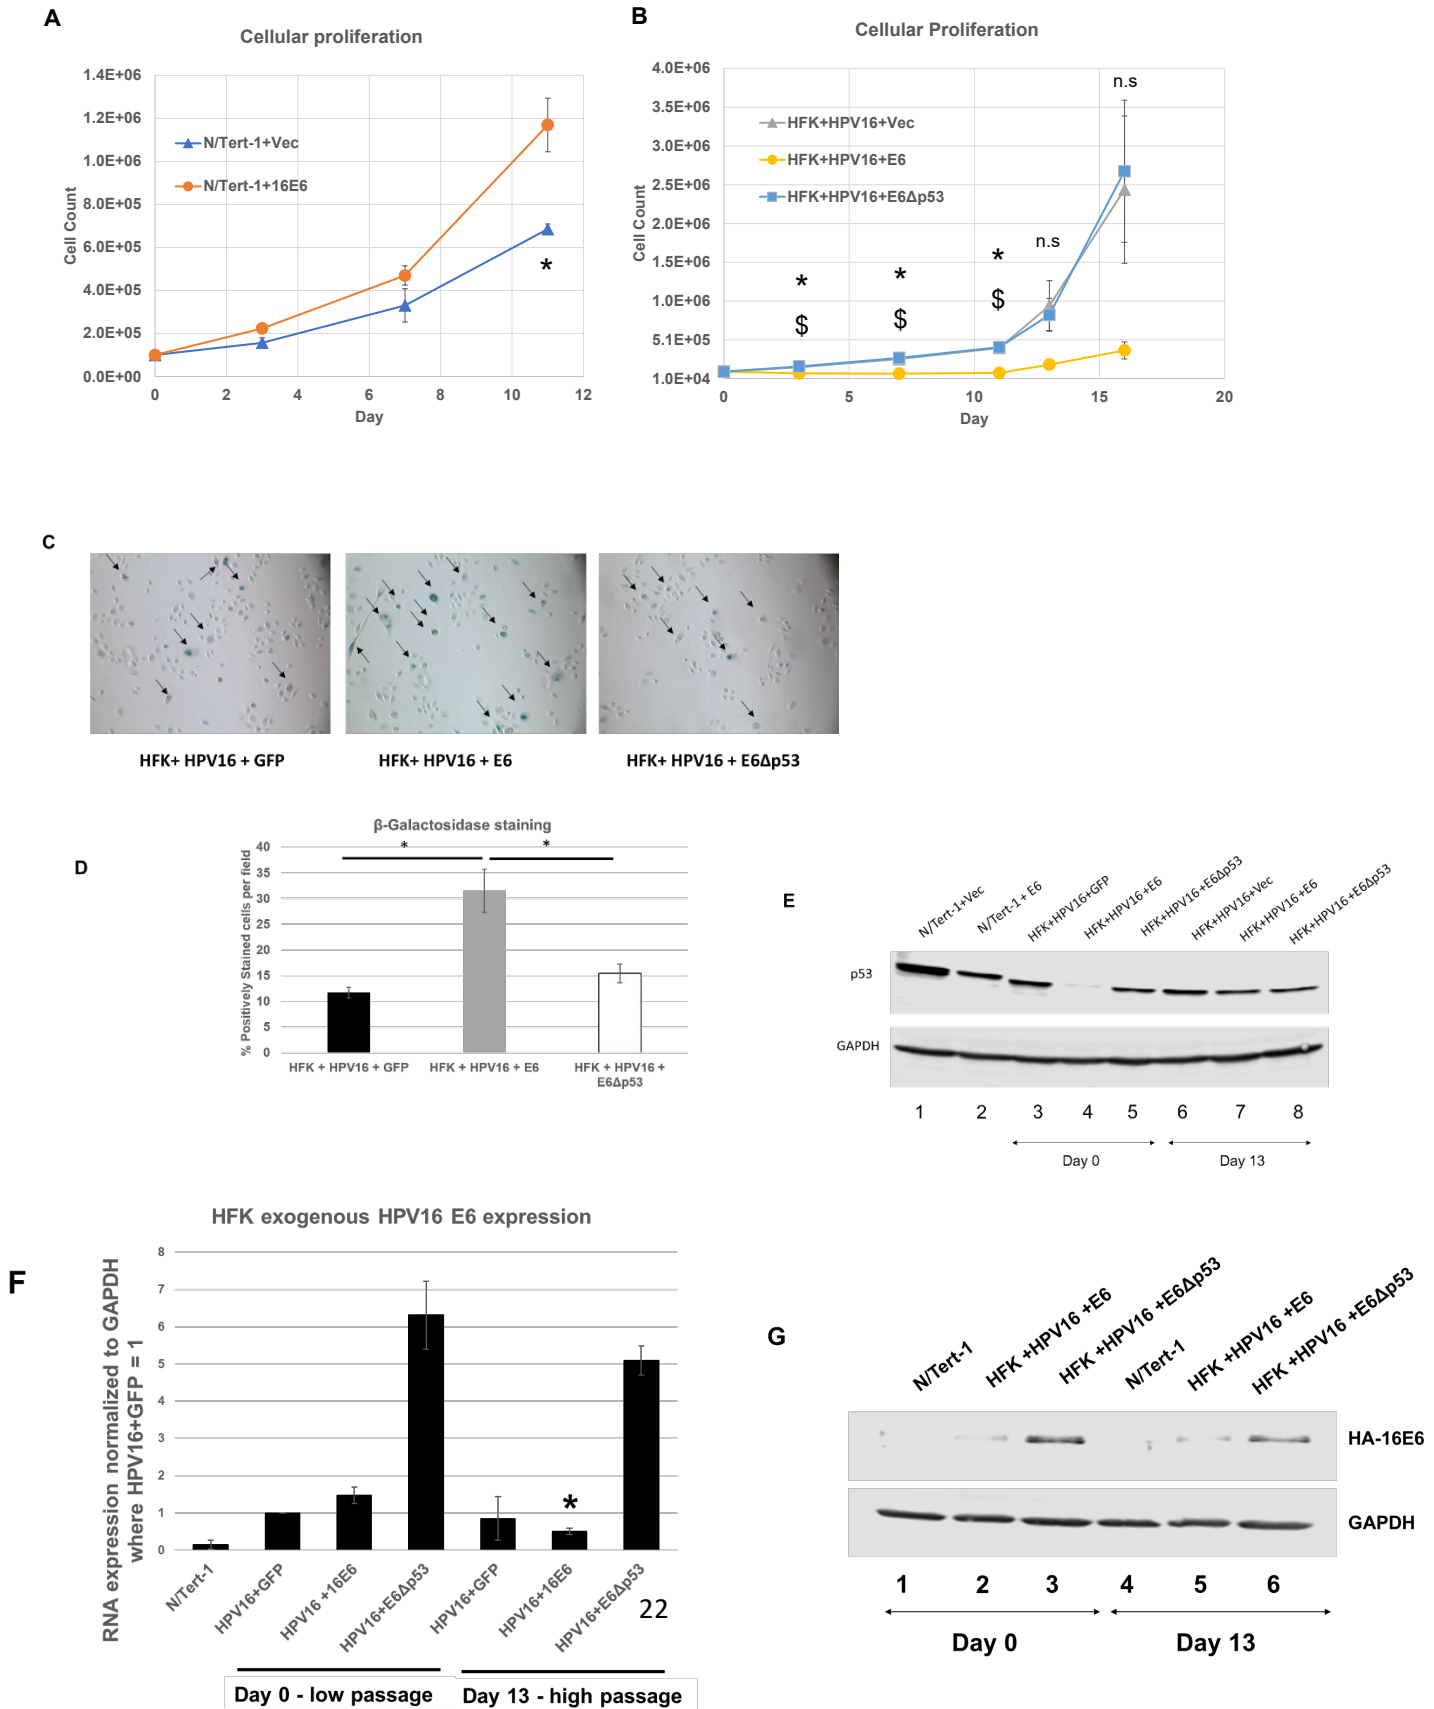 A
Cellular proliferation
1.4E+06
1.2E+06
1.0E+06
8.0E+05
6.0E+05
4.0E+05
2.0E+05
0.0E+00
Cell Count
N/Tert-1+Vec
N/Tert-1+16E6
*
0 2 4 6 8 10 12
Day
B
Cellular Proliferation
4.0E+06
3.5E+06
3.0E+06
2.5E+06
2.0E+06
1.5E+06
1.0E+06
5.1E+05
1.0E+04
Cell Count
HFK+HPV16+Vec
HFK+HPV16+E6
HFK+HPV16+E6Δp53
* * * n.s n.s
$ $ $
0 5 10 15 20
Day
C
HFK+ HPV16 + GFP
HFK+ HPV16 + E6
HFK+ HPV16 + E6Δp53
D
β-Galactosidase staining
% Positively Stained cells per field
40
35
30
25
20
15
10
5
0
* *
HFK + HPV16 + GFP
HFK + HPV16 + E6
HFK + HPV16 +
E6Δp53
E
N/Tert-1+Vec
N/Tert-1 + E6
HFK+HPV16+GFP
HFK+HPV16 +E6
HFK+HPV16 +E6Δp53
HFK+HPV16+Vec
HFK+HPV16 +E6
HFK+HPV16 +E6Δp53
p53
GAPDH
1 2 3 4 5 6 7 8
Day 0
Day 13
F
HFK exogenous HPV16 E6 expression
RNA expression normalized to GAPDH
where HPV16+GFP = 1
8
7
6
5
4
3
2
1
0
*
N/Tert-1
HPV16+GFP
HPV16 +16E6
HPV16+E6Δp53
HPV16+GFP
HPV16+16E6
HPV16+E6Δp53
22
Day 0 - low passage
Day 13 - high passage
G
N/Tert-1
HFK +HPV16 +E6
HFK +HPV16 +E6Δp53
N/Tert-1
HFK +HPV16 +E6
HFK +HPV16 +E6Δp53
HA-16E6
GAPDH
1 2 3 4 5 6
Day 0
Day 13